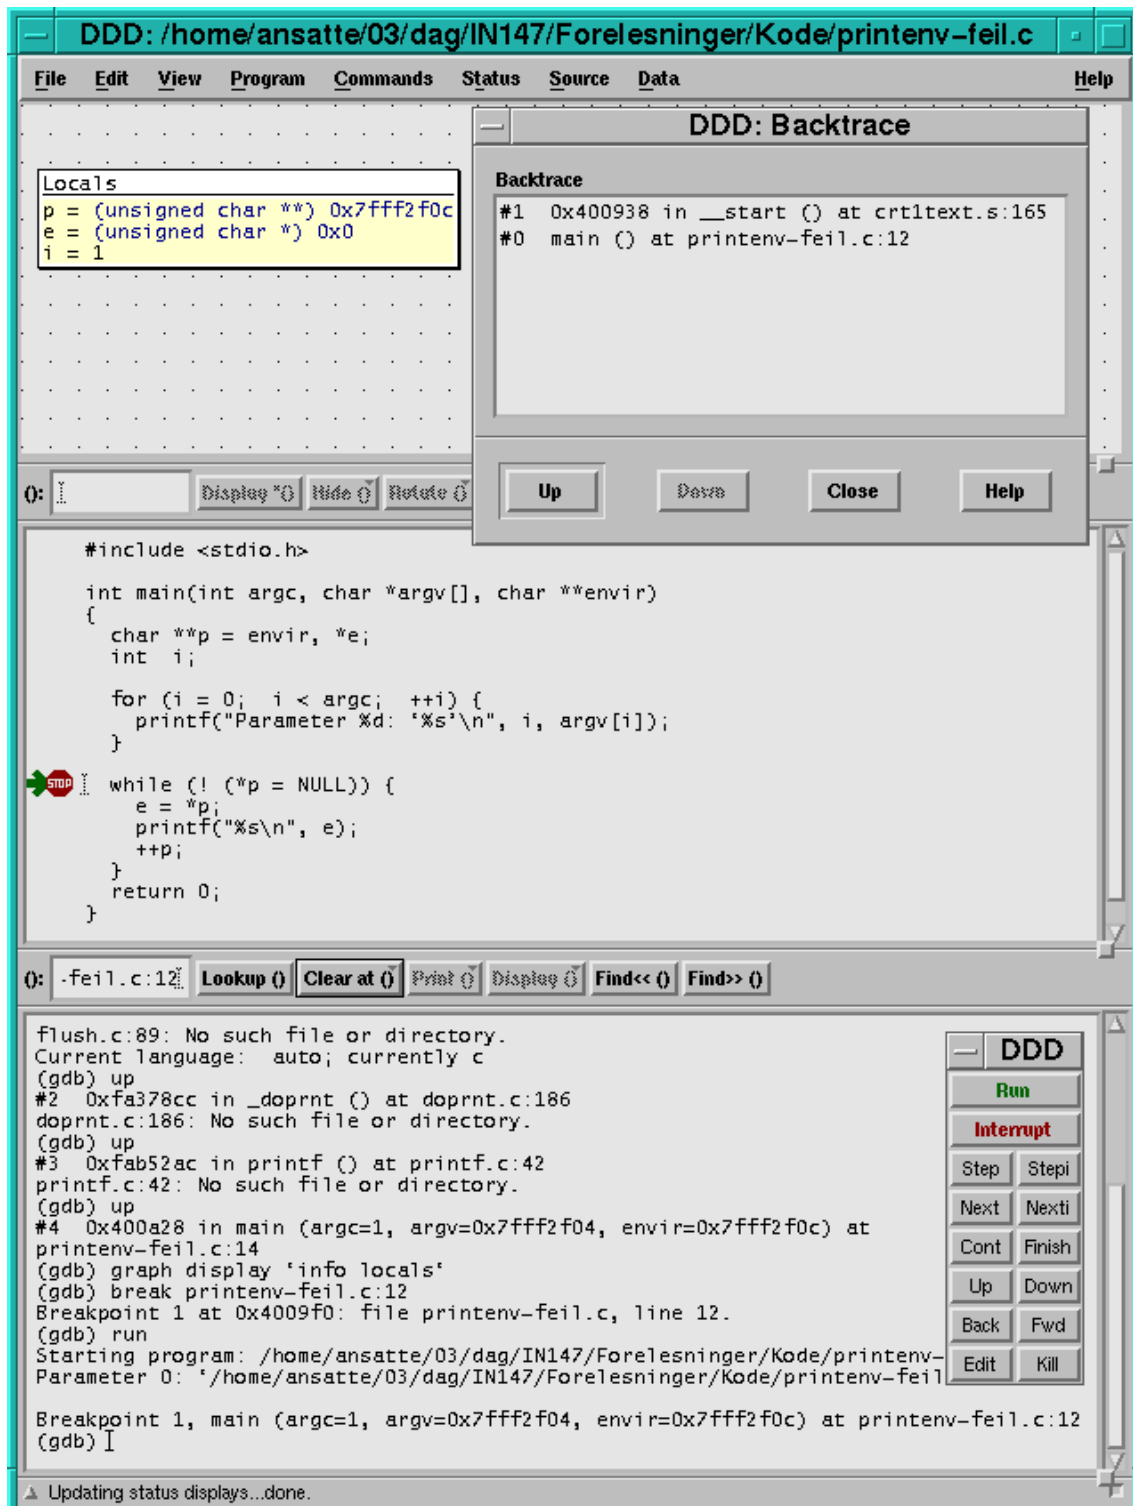 DDD: /home/ansatte/03/dag/IN147/Forelesninger/Kode/printenv-feil.c
File Edit View Program Commands Status Source Data Help
DDD: Backtrace
Locals
p = (unsigned char **) 0x7fff2f0c
e = (unsigned char *) 0x0
i = 1
Backtrace
#1 0x400938 in __start () at crt1text.s:165
#0 main () at printenv-feil.c:12
Up Down Close Help
(): Display *() Hide () Rotate ()
#include <stdio.h>
int main(int argc, char *argv[], char **envir)
{
char **p = envir, *e;
int i;
for (i = 0; i < argc; ++i) {
printf("Parameter %d: '%s'\n", i, argv[i]);
}
STOP while (! (*p = NULL)) {
e = *p;
printf("%s\n", e);
++p;
}
return 0;
}
(): -feil.c:12 Lookup () Clear at () Print () Display () Find<< () Find>> ()
flush.c:89: No such file or directory.
Current language: auto; currently c
(gdb) up
#2 0xfa378cc in _doprnt () at doprnt.c:186
doprnt.c:186: No such file or directory.
(gdb) up
#3 0xfab52ac in printf () at printf.c:42
printf.c:42: No such file or directory.
(gdb) up
#4 0x400a28 in main (argc=1, argv=0x7fff2f04, envir=0x7fff2f0c) at
printenv-feil.c:14
(gdb) graph display `info locals`
(gdb) break printenv-feil.c:12
Breakpoint 1 at 0x4009f0: file printenv-feil.c, line 12.
(gdb) run
Starting program: /home/ansatte/03/dag/IN147/Forelesninger/Kode/printenv-
Parameter 0: '/home/ansatte/03/dag/IN147/Forelesninger/Kode/printenv-feil
Breakpoint 1, main (argc=1, argv=0x7fff2f04, envir=0x7fff2f0c) at printenv-feil.c:12
(gdb)
DDD
Run
Interrupt
Step Stepi
Next Nexti
Cont Finish
Up Down
Back Fwd
Edit Kill
Updating status displays...done.